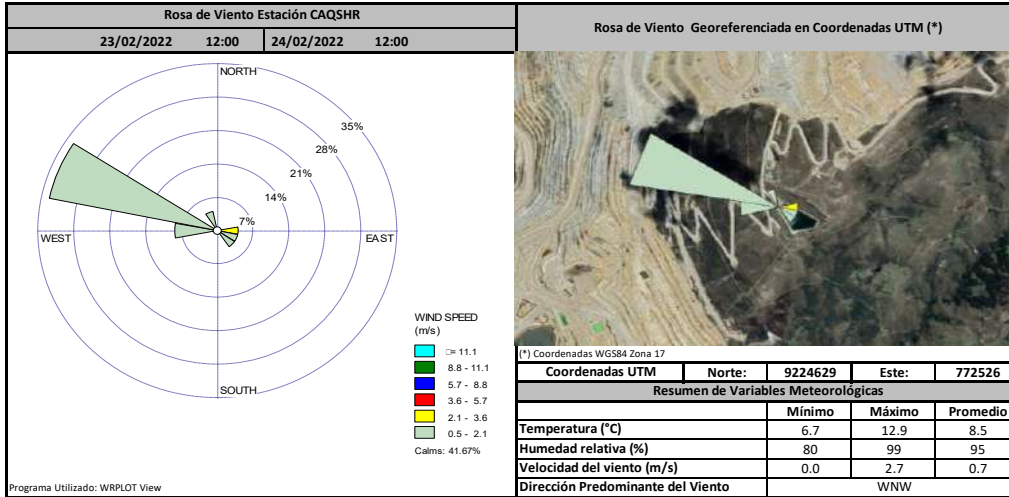 Rosa de Viento Estación CAQSHR
23/02/2022 12:00 24/02/2022 12:00
NORTH
35%
28%
21%
14%
7%
WEST
EAST
SOUTH
WIND SPEED
(m/s)
□= 11.1
8.8 - 11.1
5.7 - 8.8
3.6 - 5.7
2.1 - 3.6
0.5 - 2.1
Calms: 41.67%
Programa Utilizado: WRPLOT View
Rosa de Viento Georeferenciada en Coordenadas UTM (*)
(*) Coordenadas WGS84 Zona 17
Coordenadas UTM Norte: 9224629 Este: 772526
Resumen de Variables Meteorológicas
Mínimo Máximo Promedio
Temperatura (°C) 6.7 12.9 8.5
Humedad relativa (%) 80 99 95
Velocidad del viento (m/s) 0.0 2.7 0.7
Dirección Predominante del Viento WNW